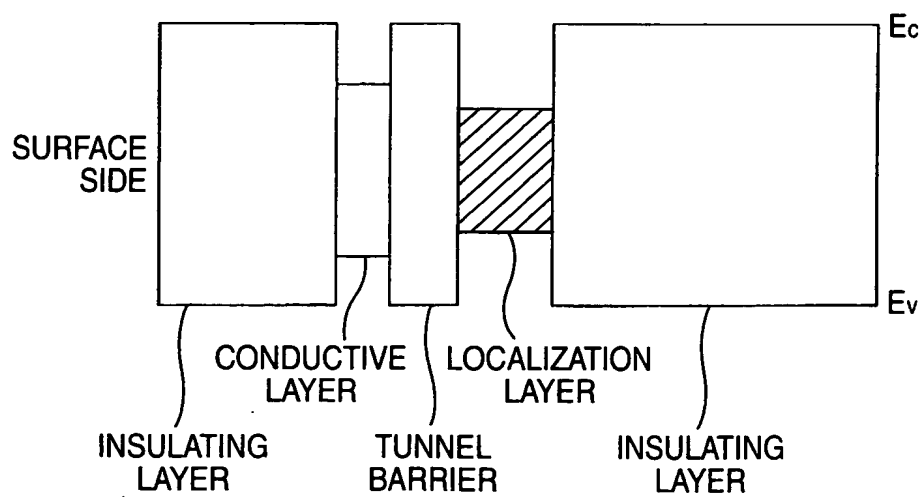 Ec
SURFACE
SIDE
Ev
CONDUCTIVE
LAYER
LOCALIZATION
LAYER
INSULATING
LAYER
TUNNEL
BARRIER
INSULATING
LAYER